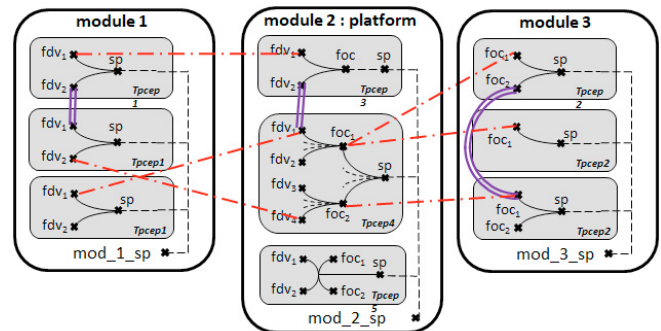 module 1
fdv1
sp
fdv2
Tpcep
1
fdv1
sp
fdv2
Tpcep1
fdv1
sp
fdv2
Tpcep1
mod_1_sp
module 2 : platform
fdv1
foc
sp
fdv2
Tpcep
3
fdv1
foc1
fdv2
sp
fdv3
fdv4
foc2
Tpcep4
fdv1
foc1
sp
fdv2
foc2
Tpcep
5
mod_2_sp
module 3
foc1
sp
foc2
Tpcep
2
foc1
sp
Tpcep2
foc1
sp
foc2
Tpcep2
mod_3_sp